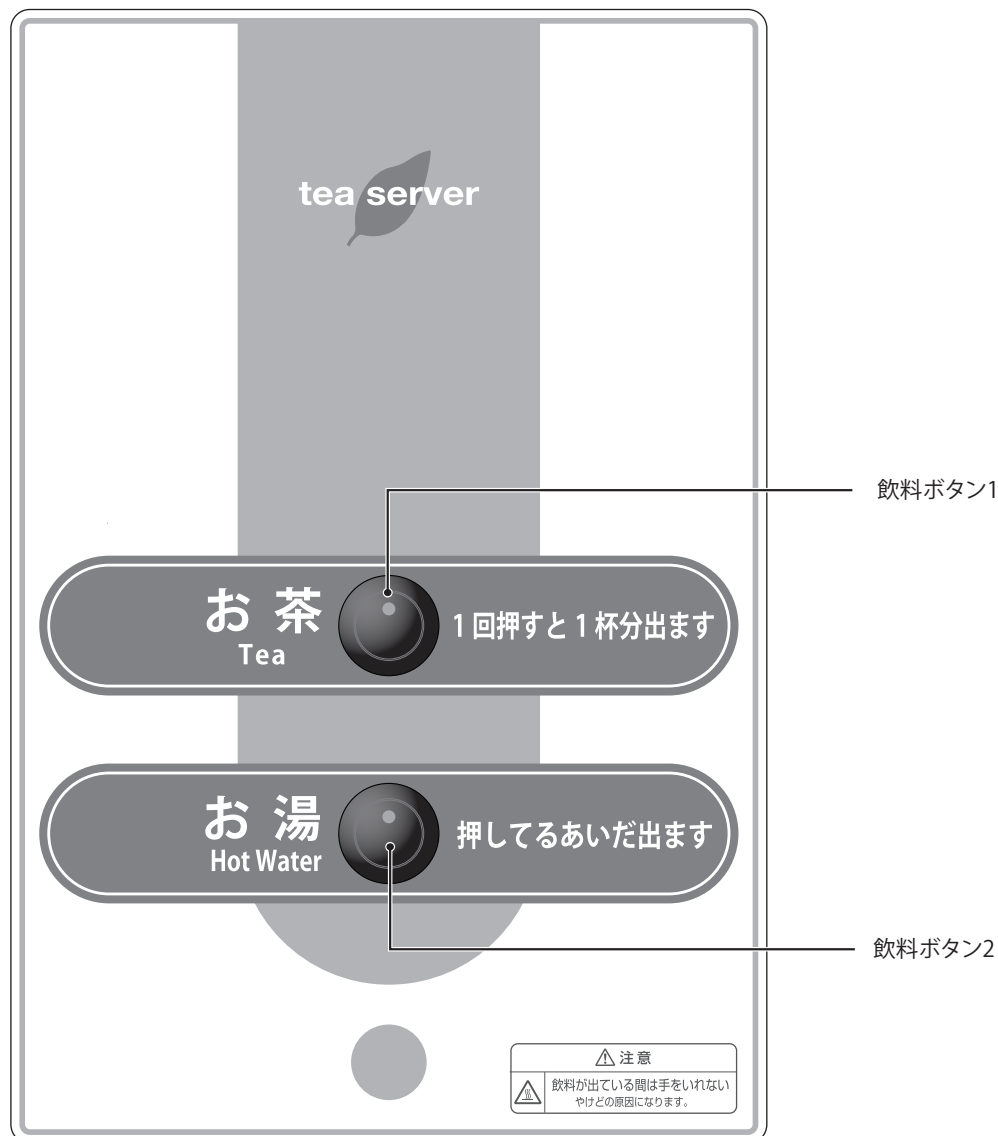 tea server
飲料ボタン1
お茶
Tea
1回押すと1杯分出ます
お湯
Hot Water
押してるあいだ出ます
飲料ボタン2
注意
飲料が出ている間は手をいれない
やけどの原因になります。